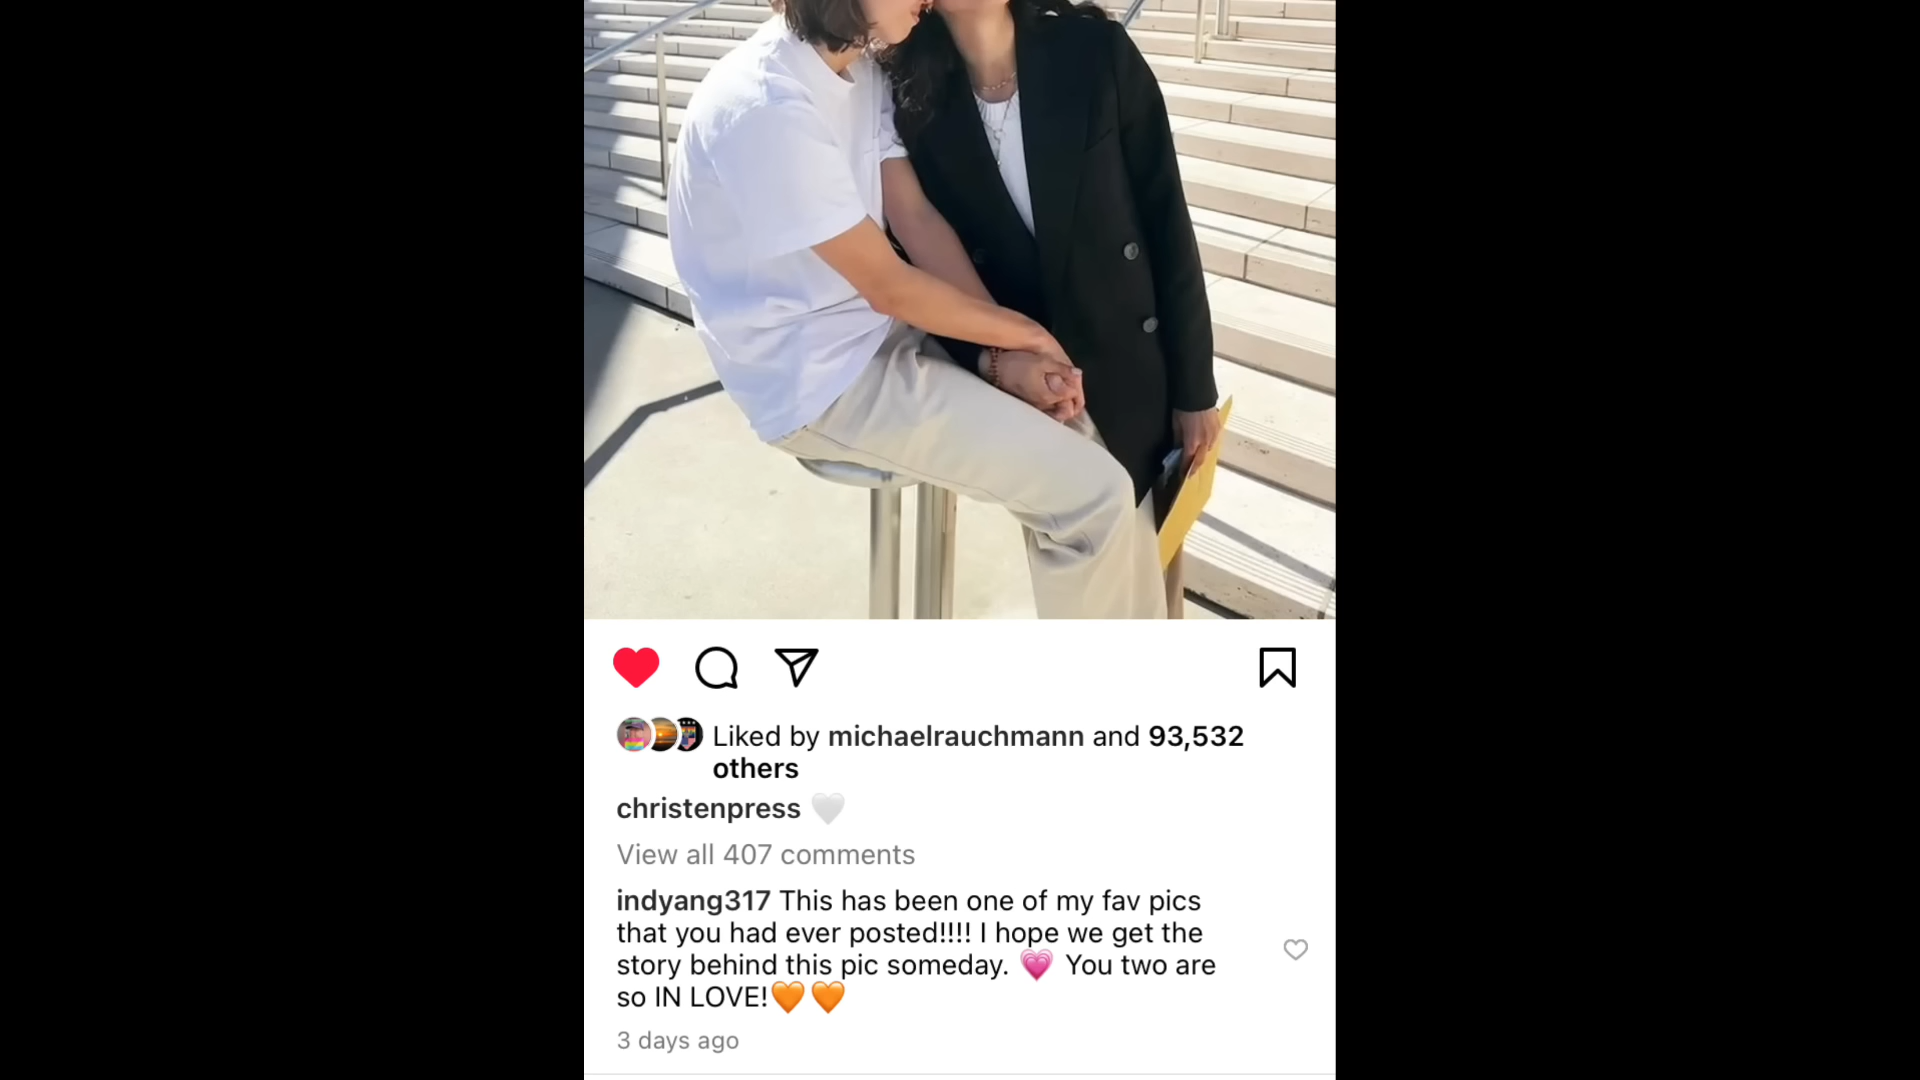 Liked by michaelrauchmann and 93,532
others
christenpress 🤍
View all 407 comments
indyang317 This has been one of my fav pics
that you had ever posted!!!! I hope we get the
story behind this pic someday. 💗 You two are
so IN LOVE!🧡🧡
3 days ago